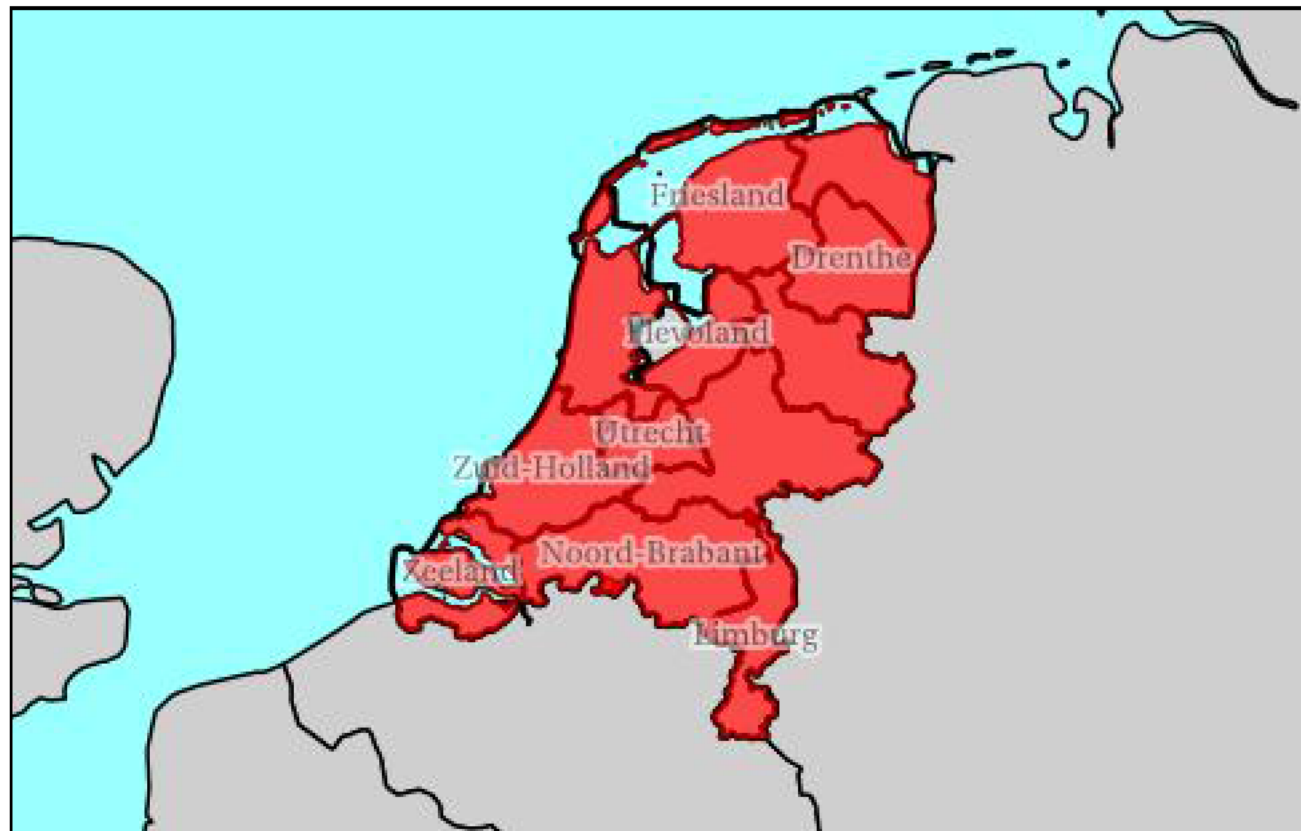 Friesland
Drenthe
Flevoland
Utrecht
Zuid-Holland
Noord-Brabant
Zeeland
Limburg